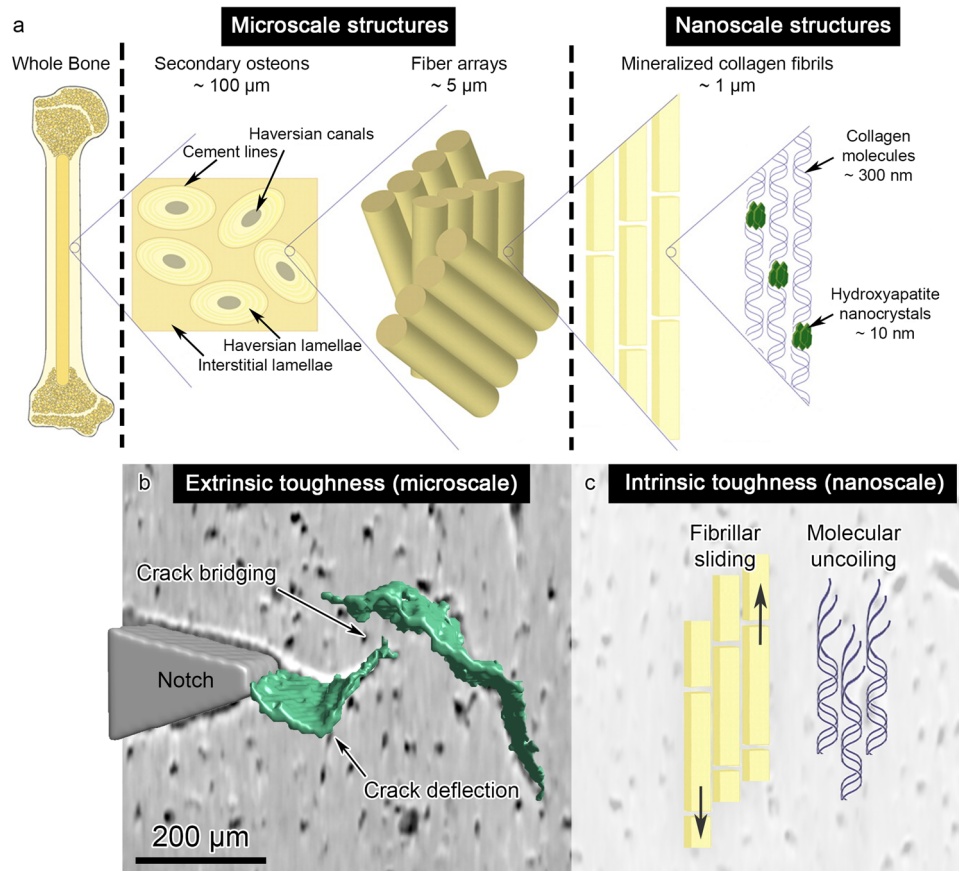 a
Microscale structures
Nanoscale structures
Whole Bone
Secondary osteons
~ 100 µm
Fiber arrays
~ 5 µm
Mineralized collagen fibrils
~ 1 µm
Haversian canals
Cement lines
Collagen
molecules
~ 300 nm
Hydroxyapatite
nanocrystals
~ 10 nm
Haversian lamellae
Interstitial lamellae
b
Extrinsic toughness (microscale)
Crack bridging
Notch
Crack deflection
200 µm
c
Intrinsic toughness (nanoscale)
Fibrillar
sliding
Molecular
uncoiling